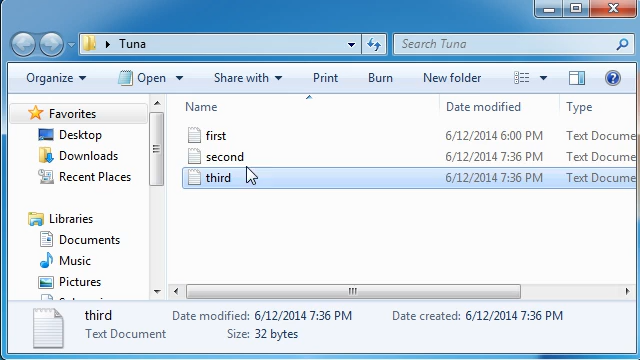 Tuna
Search Tuna
Organize Open Share with Print Burn New folder
Name Date modified Type
Favorites
Desktop
Downloads
Recent Places
Libraries
Documents
Music
Pictures
first 6/12/2014 6:00 PM Text Docume
second 6/12/2014 7:36 PM Text Docume
third 6/12/2014 7:36 PM Text Docume
third Date modified: 6/12/2014 7:36 PM Date created: 6/12/2014 7:36 PM
Text Document Size: 32 bytes